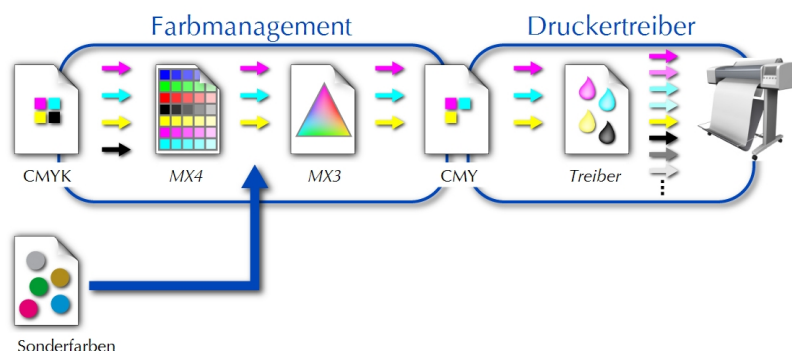 Farbmanagement
Druckertreiber
CMYK
MX4
MX3
CMY
Treiber
Sonderfarben